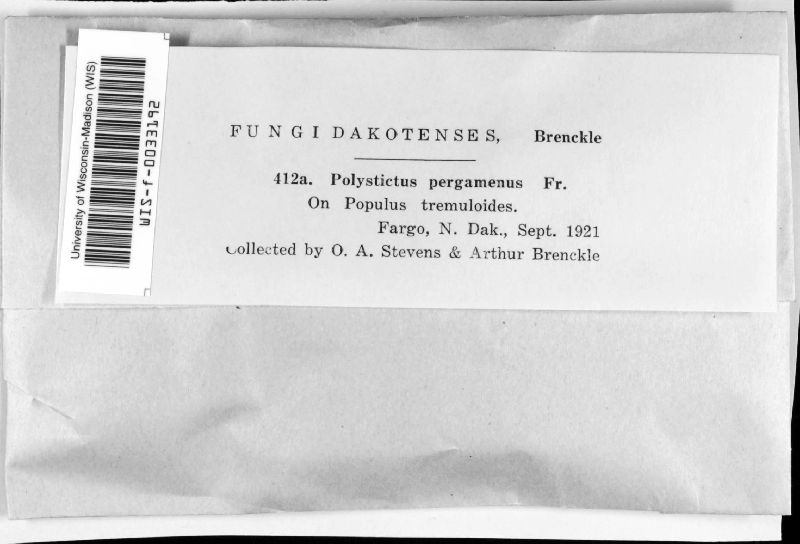 University of Wisconsin-Madison (WIS)
WIS-f-0033192
FUNGI DAKOTENSES, Brenckle
412a. Polystictus pergamenus Fr.
On Populus tremuloides.
Fargo, N. Dak., Sept. 1921
Collected by O. A. Stevens & Arthur Brenckle